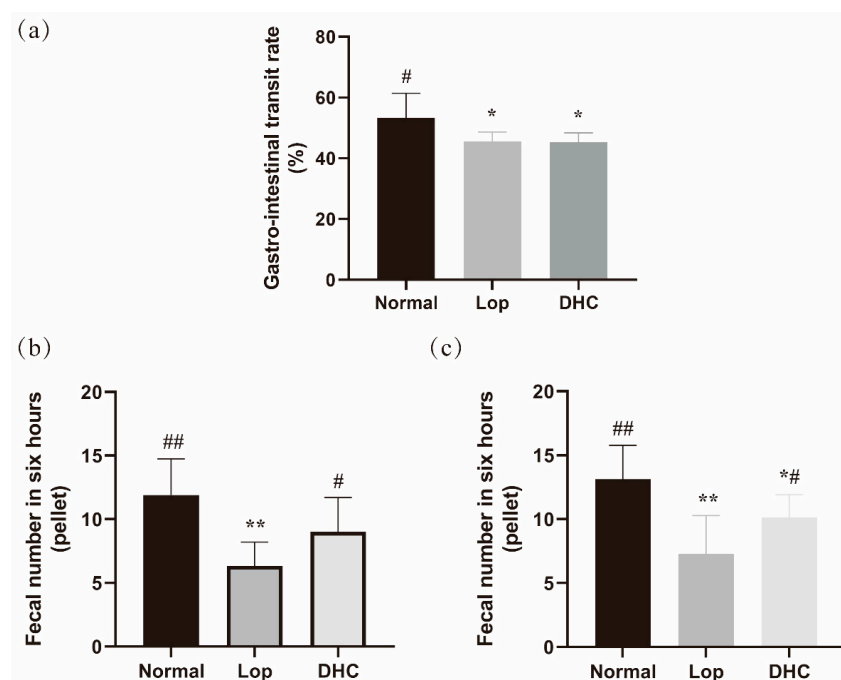 (a)
Gastro-intestinal transit rate
(%)
80
60
40
20
0
#
*
*
Normal Lop DHC
(b)
Fecal number in six hours
(pellet)
20
15
10
5
0
##
**
#
Normal Lop DHC
(c)
Fecal number in six hours
(pellet)
20
15
10
5
0
##
**
*#
Normal Lop DHC